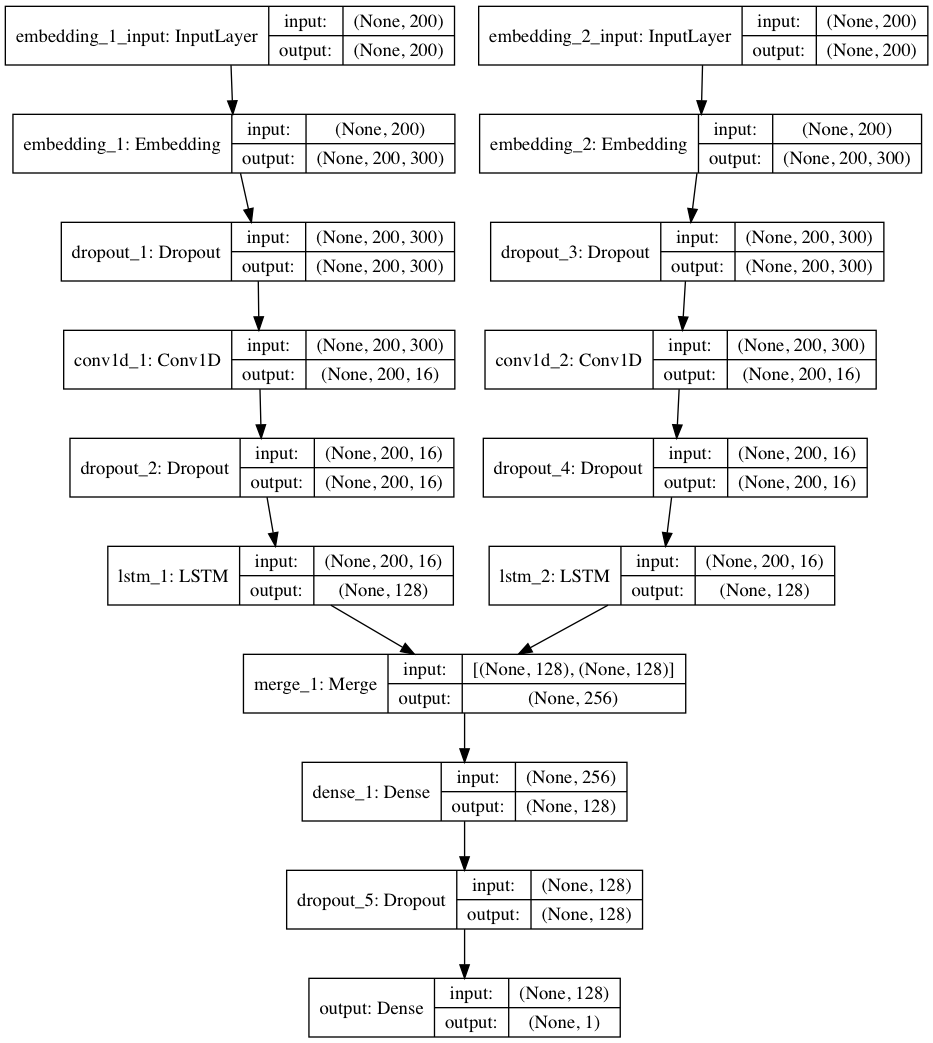 embedding_1_input: InputLayer input: (None, 200)
output: (None, 200)
embedding_2_input: InputLayer input: (None, 200)
output: (None, 200)
embedding_1: Embedding input: (None, 200)
output: (None, 200, 300)
embedding_2: Embedding input: (None, 200)
output: (None, 200, 300)
dropout_1: Dropout input: (None, 200, 300)
output: (None, 200, 300)
dropout_3: Dropout input: (None, 200, 300)
output: (None, 200, 300)
conv1d_1: Conv1D input: (None, 200, 300)
output: (None, 200, 16)
conv1d_2: Conv1D input: (None, 200, 300)
output: (None, 200, 16)
dropout_2: Dropout input: (None, 200, 16)
output: (None, 200, 16)
dropout_4: Dropout input: (None, 200, 16)
output: (None, 200, 16)
lstm_1: LSTM input: (None, 200, 16)
output: (None, 128)
lstm_2: LSTM input: (None, 200, 16)
output: (None, 128)
merge_1: Merge input: [(None, 128), (None, 128)]
output: (None, 256)
dense_1: Dense input: (None, 256)
output: (None, 128)
dropout_5: Dropout input: (None, 128)
output: (None, 128)
output: Dense input: (None, 128)
output: (None, 1)